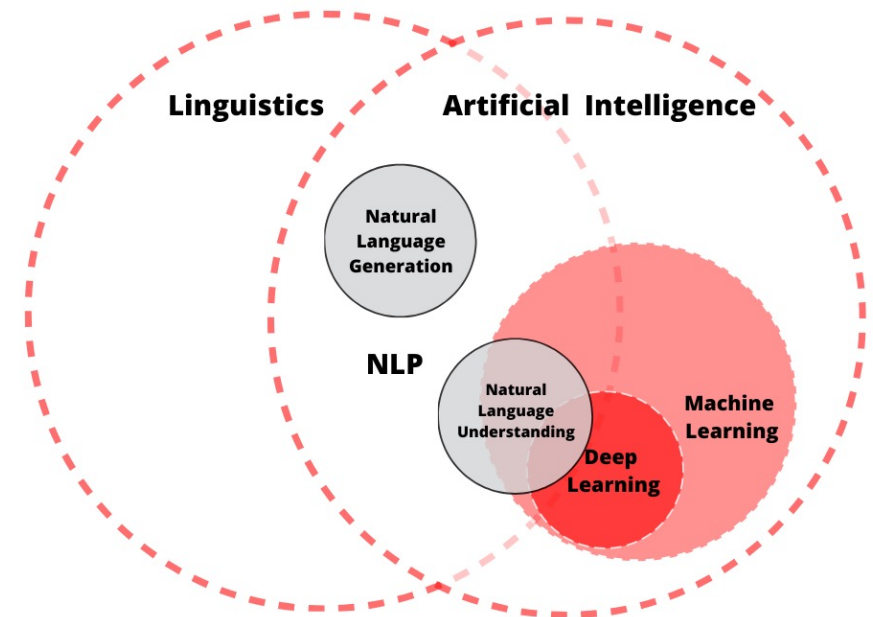 Linguistics
Artificial Intelligence
Natural
Language
Generation
NLP
Natural
Language
Understanding
Machine
Learning
Deep
Learning